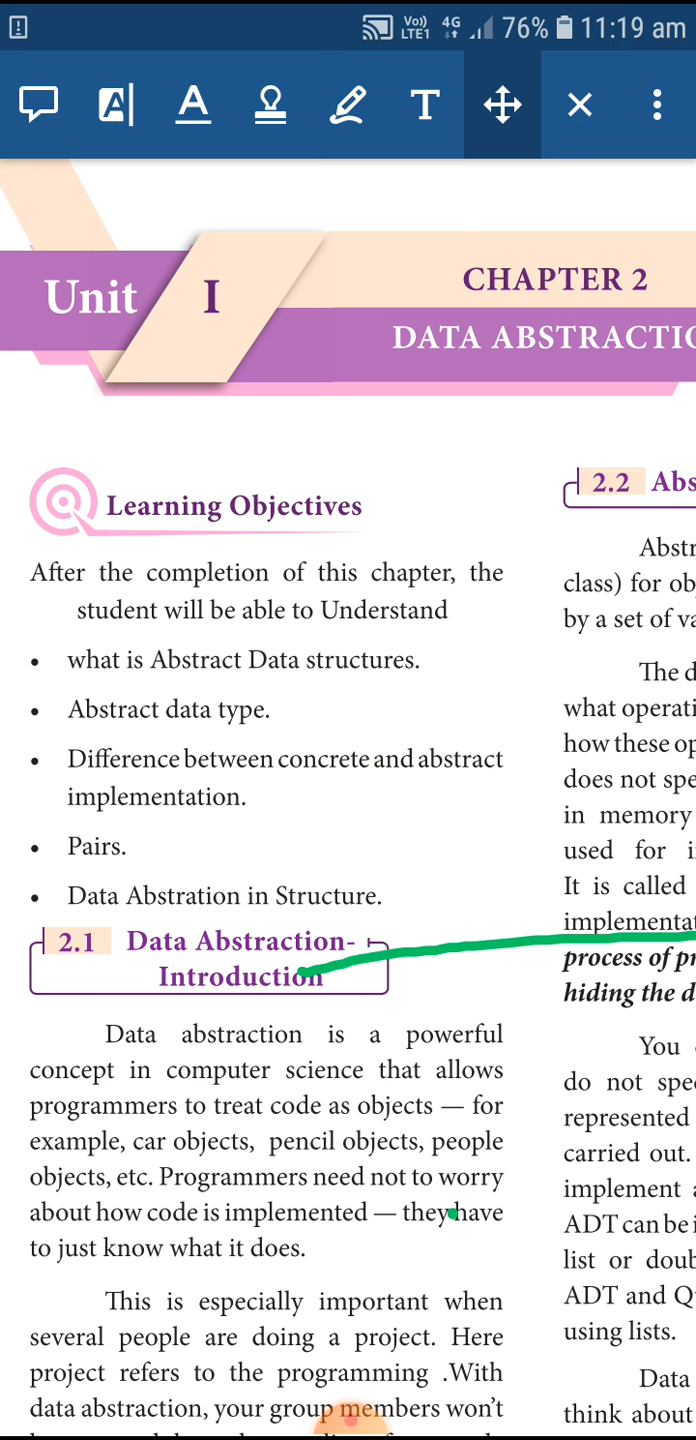 Vo)) LTE1 4G 76% 11:19 am
A A T
Unit I
CHAPTER 2
DATA ABSTRACTIO
Learning Objectives
After the completion of this chapter, the
student will be able to Understand
• what is Abstract Data structures.
• Abstract data type.
• Difference between concrete and abstract
implementation.
• Pairs.
• Data Abstration in Structure.
2.1 Data Abstraction-
Introduction
Data abstraction is a powerful
concept in computer science that allows
programmers to treat code as objects — for
example, car objects, pencil objects, people
objects, etc. Programmers need not to worry
about how code is implemented — they have
to just know what it does.
This is especially important when
several people are doing a project. Here
project refers to the programming .With
data abstraction, your group members won't
2.2 Abs
Abstr
class) for ob
by a set of va
The d
what operati
how these op
does not spe
in memory
used for i
It is called
implementat
process of pr
hiding the d
You
do not spe
represented
carried out.
implement a
ADT can be i
list or doub
ADT and Q
using lists.
Data
think about